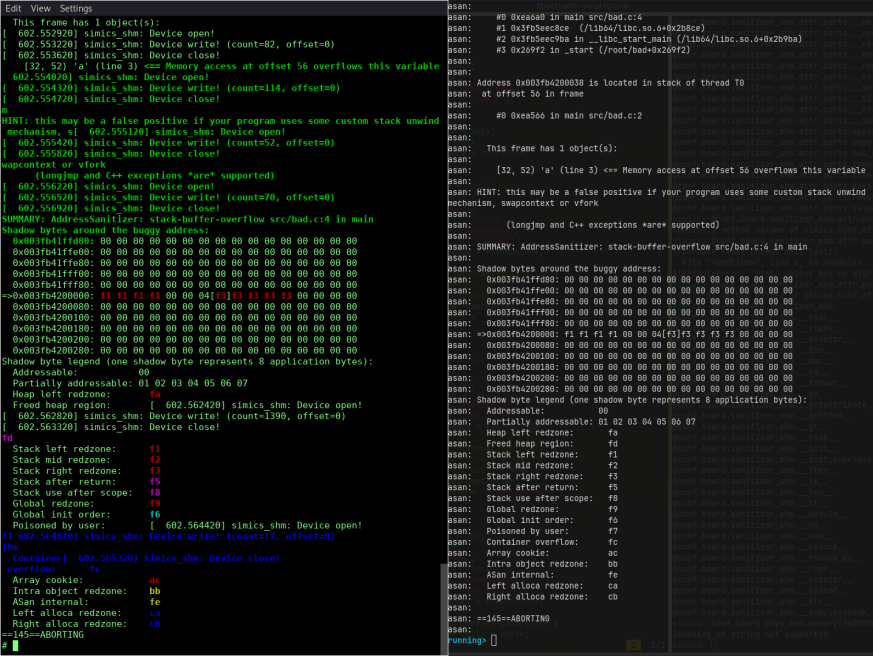 Edit View Settings
This frame has 1 object(s):
[  602.552920] simics_shm: Device open!
[  602.553220] simics_shm: Device write! (count=82, offset=0)
[  602.553620] simics_shm: Device close!
    [32, 52) 'a' (line 3) <== Memory access at offset 56 overflows this variable
  602.554020] simics_shm: Device open!
[  602.554320] simics_shm: Device write! (count=114, offset=0)
[  602.554720] simics_shm: Device close!
m
HINT: this may be a false positive if your program uses some custom stack unwind
 mechanism, s[  602.555120] simics_shm: Device open!
[  602.555420] simics_shm: Device write! (count=52, offset=0)
[  602.555820] simics_shm: Device close!
wapcontext or vfork
      (longjmp and C++ exceptions *are* supported)
[  602.556220] simics_shm: Device open!
[  602.556520] simics_shm: Device write! (count=70, offset=0)
[  602.556920] simics_shm: Device close!
SUMMARY: AddressSanitizer: stack-buffer-overflow src/bad.c:4 in main
Shadow bytes around the buggy address:
  0x003fb41ffd80: 00 00 00 00 00 00 00 00 00 00 00 00 00 00 00 00
  0x003fb41ffe00: 00 00 00 00 00 00 00 00 00 00 00 00 00 00 00 00
  0x003fb41ffe80: 00 00 00 00 00 00 00 00 00 00 00 00 00 00 00 00
  0x003fb41fff00: 00 00 00 00 00 00 00 00 00 00 00 00 00 00 00 00
  0x003fb41fff80: 00 00 00 00 00 00 00 00 00 00 00 00 00 00 00 00
=>0x003fb4200000: f1 f1 f1 f1 00 00 04[f3]f3 f3 f3 f3 00 00 00 00
  0x003fb4200080: 00 00 00 00 00 00 00 00 00 00 00 00 00 00 00 00
  0x003fb4200100: 00 00 00 00 00 00 00 00 00 00 00 00 00 00 00 00
  0x003fb4200180: 00 00 00 00 00 00 00 00 00 00 00 00 00 00 00 00
  0x003fb4200200: 00 00 00 00 00 00 00 00 00 00 00 00 00 00 00 00
  0x003fb4200280: 00 00 00 00 00 00 00 00 00 00 00 00 00 00 00 00
Shadow byte legend (one shadow byte represents 8 application bytes):
  Addressable:           00
  Partially addressable: 01 02 03 04 05 06 07
  Heap left redzone:       fa
  Freed heap region:       [  602.562420] simics_shm: Device open!
[  602.562820] simics_shm: Device write! (count=1390, offset=0)
[  602.563320] simics_shm: Device close!
fd
  Stack left redzone:      f1
  Stack mid redzone:       f2
  Stack right redzone:     f3
  Stack after return:      f5
  Stack use after scope:   f8
  Global redzone:          f9
  Global init order:       f6
  Poisoned by user:        [  602.564420] simics_shm: Device open!
f7 602.564820] simics_shm: Device write! (count=17, offset=0)
  Container[  602.565320] simics_shm: Device close!
 overflow:      fc
  Array cookie:            ac
  Intra object redzone:    bb
  ASan internal:           fe
  Left alloca redzone:     ca
  Right alloca redzone:    cb
==145==ABORTING
#
asan:
asan:     #0 0xea6a0 in main src/bad.c:4
asan:     #1 0x3fb5eec8ce  (/lib64/libc.so.6+0x2b8ce)
asan:     #2 0x3fb5eec9ba in __libc_start_main (/lib64/libc.so.6+0x2b9ba)
asan:     #3 0x269f2 in _start (/root/bad+0x269f2)
asan:
asan:
asan: Address 0x003fb4200038 is located in stack of thread T0
asan:  at offset 56 in frame
asan:
asan:     #0 0xea566 in main src/bad.c:2
asan:
asan:
asan:   This frame has 1 object(s):
asan:
asan:     [32, 52) 'a' (line 3) <== Memory access at offset 56 overflows this variable
asan:
asan: HINT: this may be a false positive if your program uses some custom stack unwind
mechanism, swapcontext or vfork
asan:
asan:       (longjmp and C++ exceptions *are* supported)
asan:
asan: SUMMARY: AddressSanitizer: stack-buffer-overflow src/bad.c:4 in main
asan:
asan: Shadow bytes around the buggy address:
asan:   0x003fb41ffd80: 00 00 00 00 00 00 00 00 00 00 00 00 00 00 00 00
asan:   0x003fb41ffe00: 00 00 00 00 00 00 00 00 00 00 00 00 00 00 00 00
asan:   0x003fb41ffe80: 00 00 00 00 00 00 00 00 00 00 00 00 00 00 00 00
asan:   0x003fb41fff00: 00 00 00 00 00 00 00 00 00 00 00 00 00 00 00 00
asan:   0x003fb41fff80: 00 00 00 00 00 00 00 00 00 00 00 00 00 00 00 00
asan: =>0x003fb4200000: f1 f1 f1 f1 00 00 04[f3]f3 f3 f3 f3 00 00 00 00
asan:   0x003fb4200080: 00 00 00 00 00 00 00 00 00 00 00 00 00 00 00 00
asan:   0x003fb4200100: 00 00 00 00 00 00 00 00 00 00 00 00 00 00 00 00
asan:   0x003fb4200180: 00 00 00 00 00 00 00 00 00 00 00 00 00 00 00 00
asan:   0x003fb4200200: 00 00 00 00 00 00 00 00 00 00 00 00 00 00 00 00
asan:   0x003fb4200280: 00 00 00 00 00 00 00 00 00 00 00 00 00 00 00 00
asan: Shadow byte legend (one shadow byte represents 8 application bytes):
asan:   Addressable:           00
asan:   Partially addressable: 01 02 03 04 05 06 07
asan:   Heap left redzone:       fa
asan:   Freed heap region:       fd
asan:   Stack left redzone:      f1
asan:   Stack mid redzone:       f2
asan:   Stack right redzone:     f3
asan:   Stack after return:      f5
asan:   Stack use after scope:   f8
asan:   Global redzone:          f9
asan:   Global init order:       f6
asan:   Poisoned by user:        f7
asan:   Container overflow:      fc
asan:   Array cookie:            ac
asan:   Intra object redzone:    bb
asan:   ASan internal:           fe
asan:   Left alloca redzone:     ca
asan:   Right alloca redzone:    cb
asan:
asan: ==145==ABORTING
asan:
running>